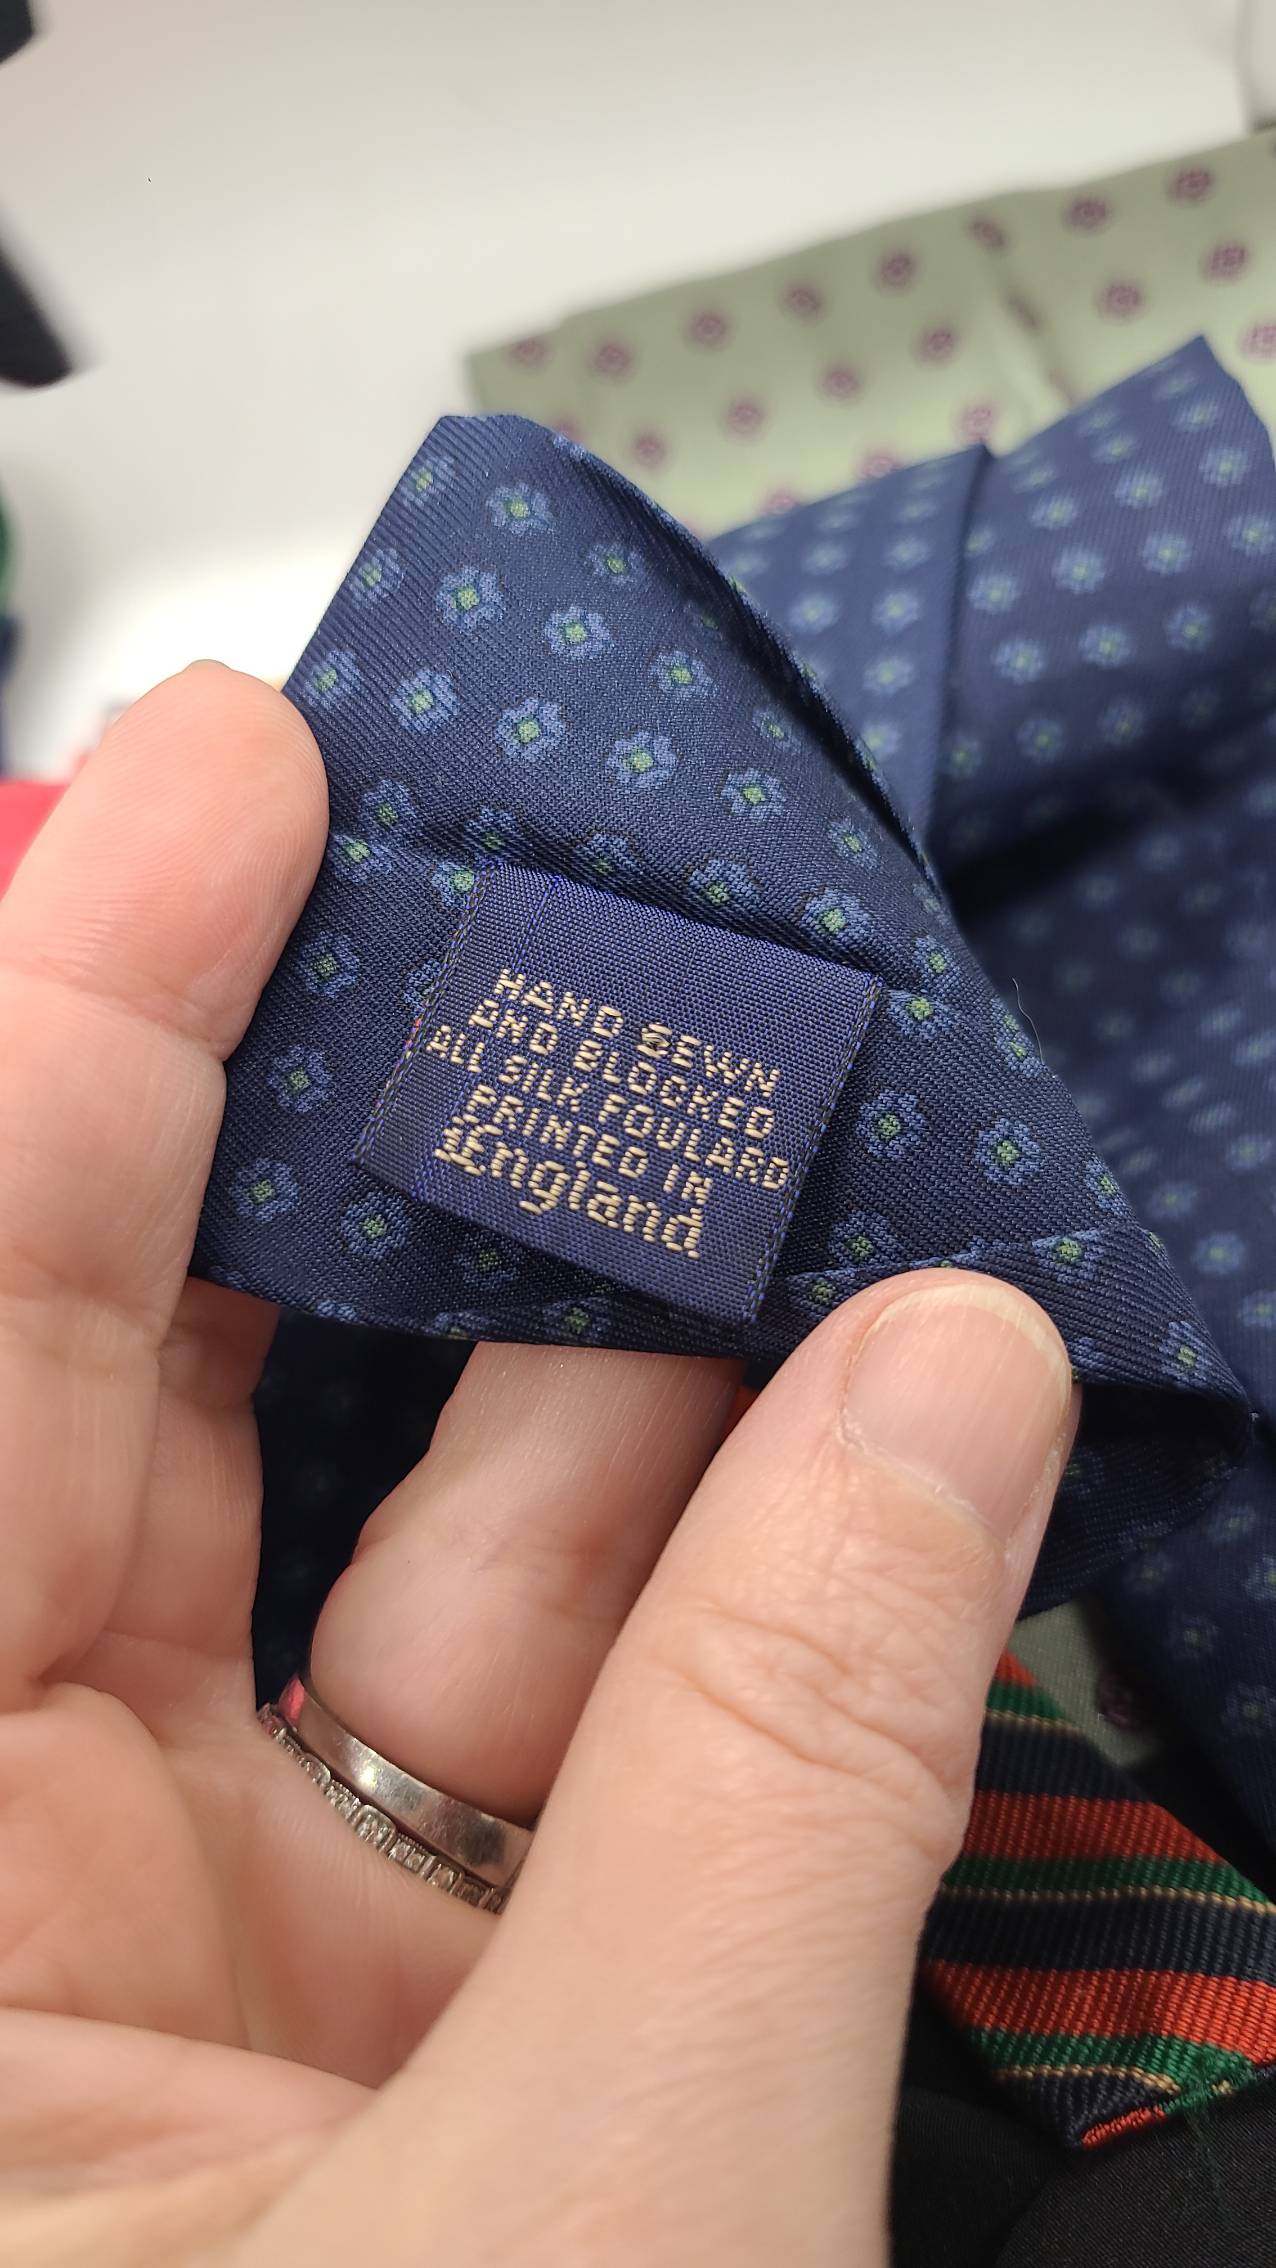 HAND SEWN
AND BLOCKED
ALL SILK FOULARD
PRINTED IN
England